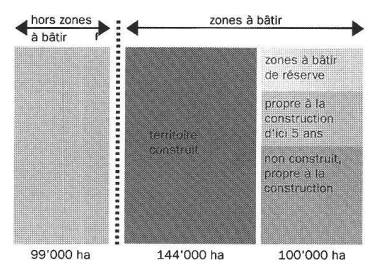 hors zones
à bâtir f
zones à bâtir
territoire
construit
zones à bâtir
de réserve
propre à la
construction
d'ici 5 ans
non construit,
propre à la
construction
99'000 ha
144'000 ha
100'000 ha